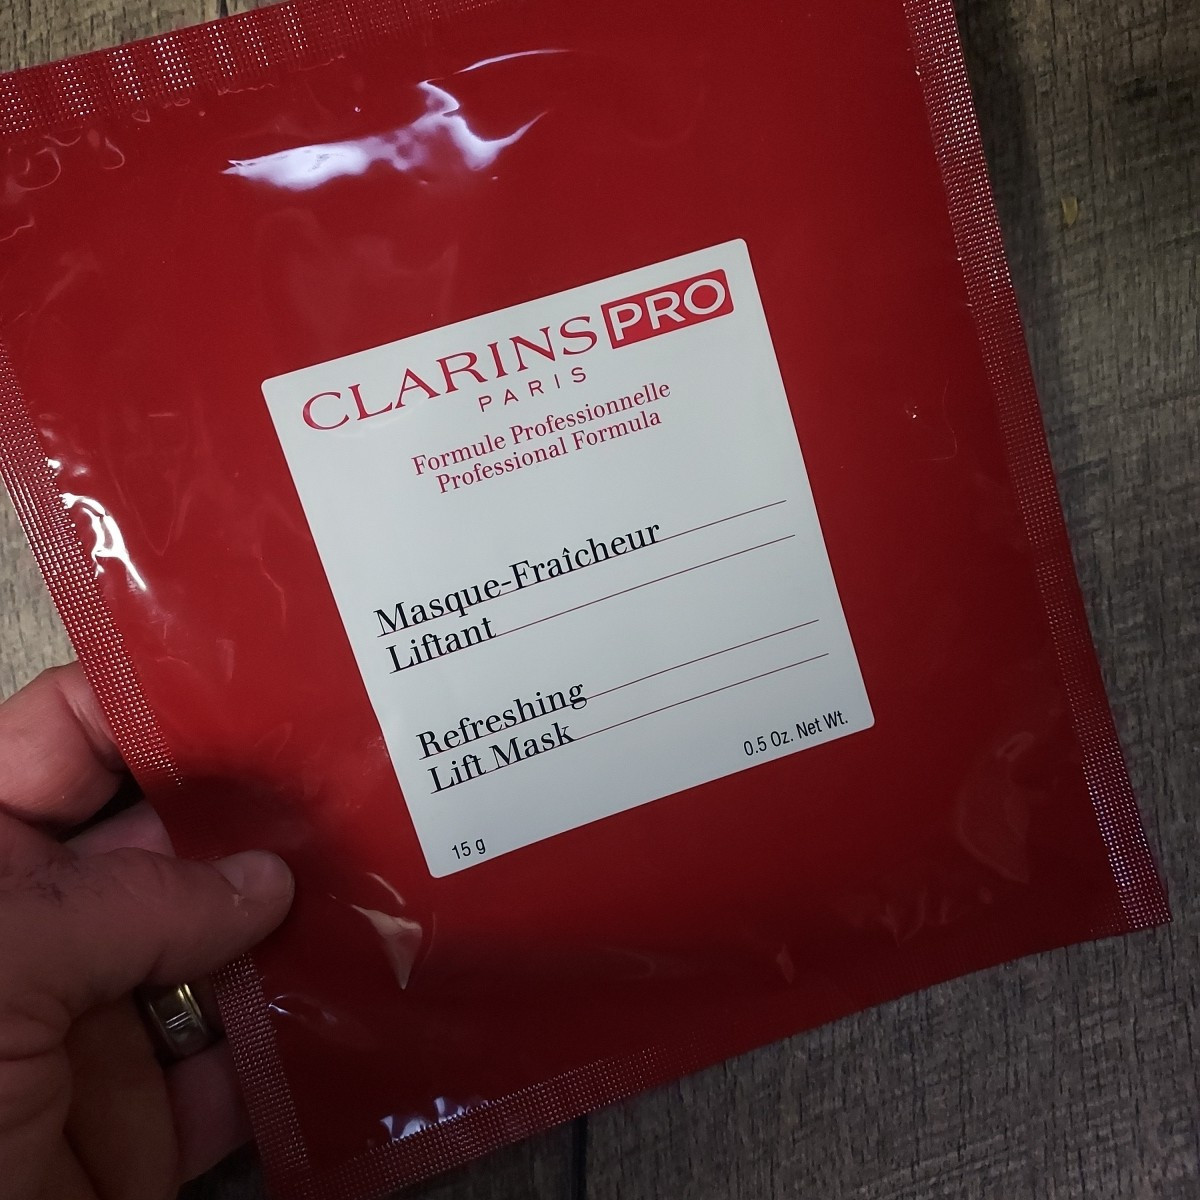 CLARINS PRO
PARIS
Formule Professionnelle
Professional Formula
Masque-Fraîcheur
Liftant
Refreshing
Lift Mask
15 g 0.5 Oz. Net Wt.